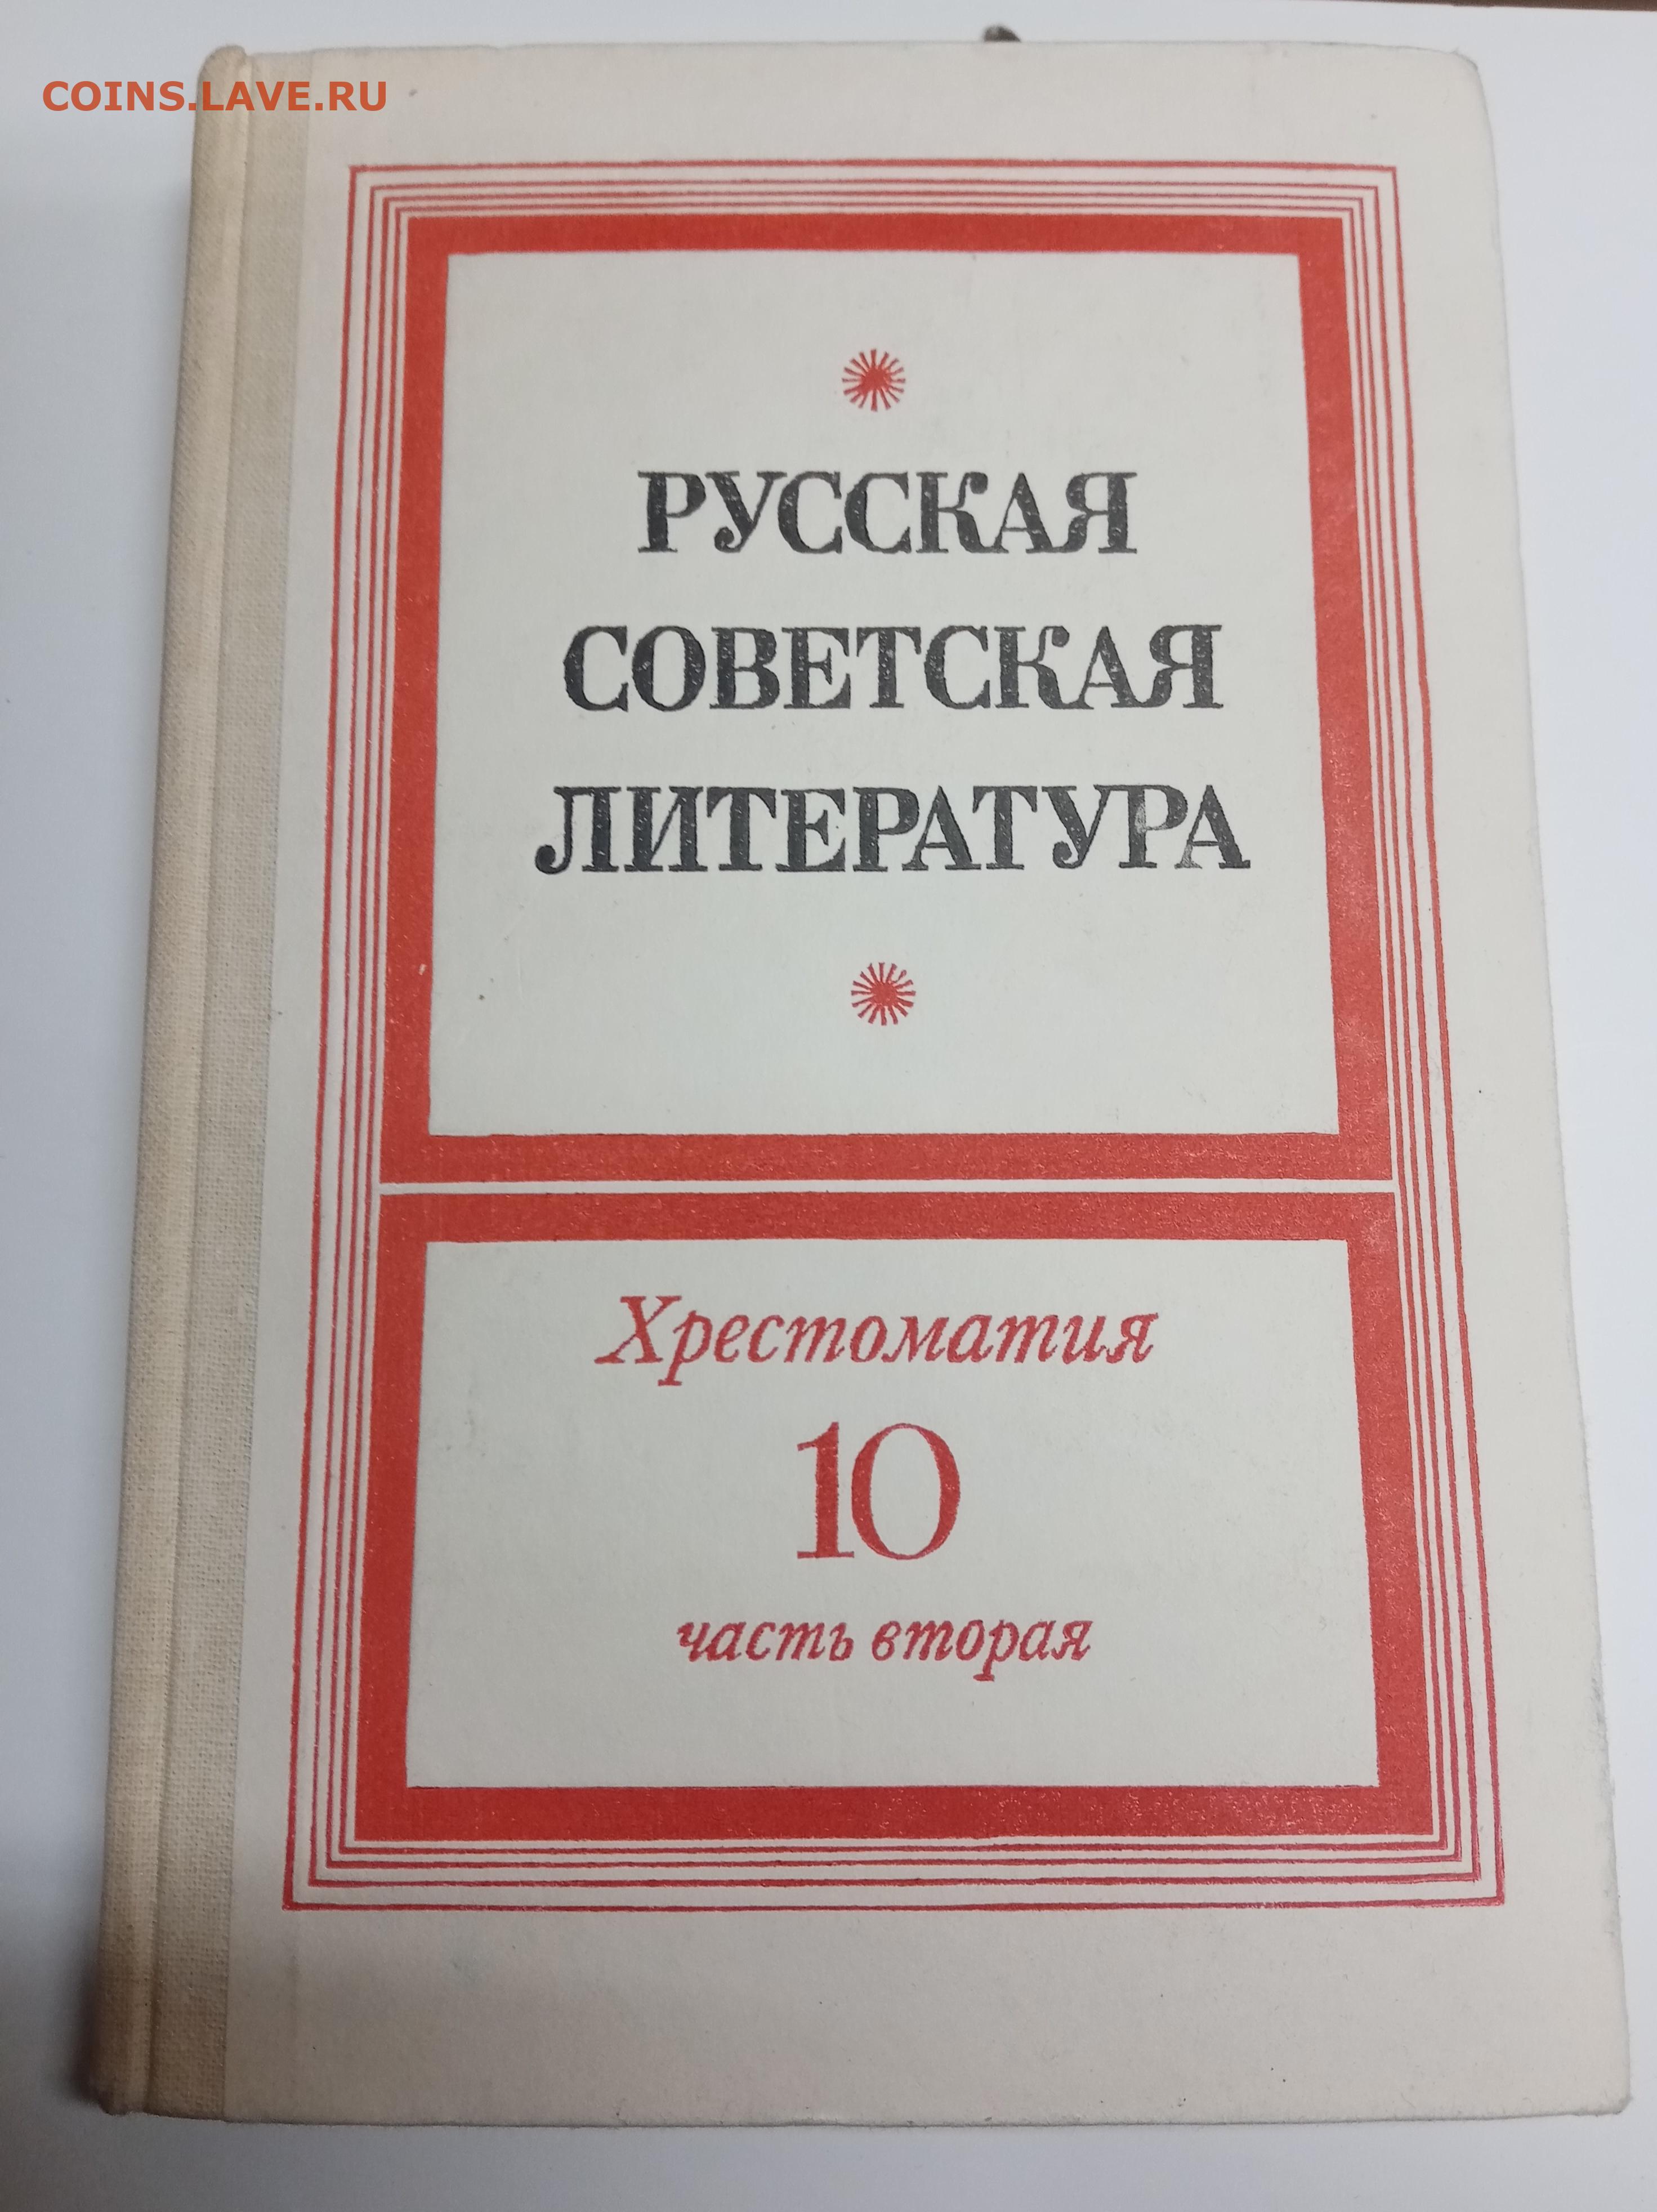 COINS.LAVE.RU
РУССКАЯ
СОВЕТСКАЯ
ЛИТЕРАТУРА
Хрестоматия
10
часть вторая